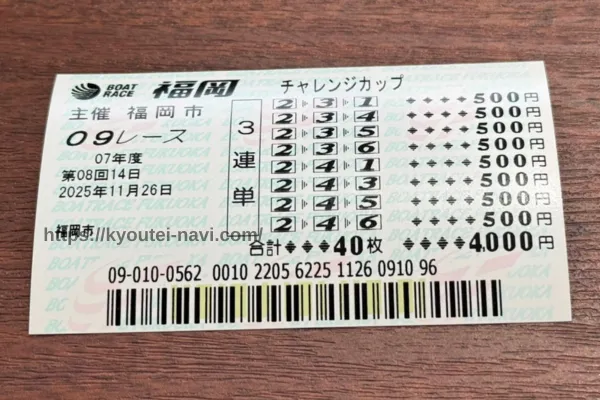 BOAT RACE 福岡 チャレンジカップ
主催 福岡市
09レース
07年度
第08回14日
2025年11月26日
福岡市
https://kyoutei-navi.com/
3連単
2-3-1 500円
2-3-4 500円
2-3-5 500円
2-3-6 500円
2-4-1 500円
2-4-3 500円
2-4-5 500円
2-4-6 500円
合計 40枚 4,000円
09-010-0562 0010 2205 6225 1126 0910 96
BOATRACE FUKUOKA